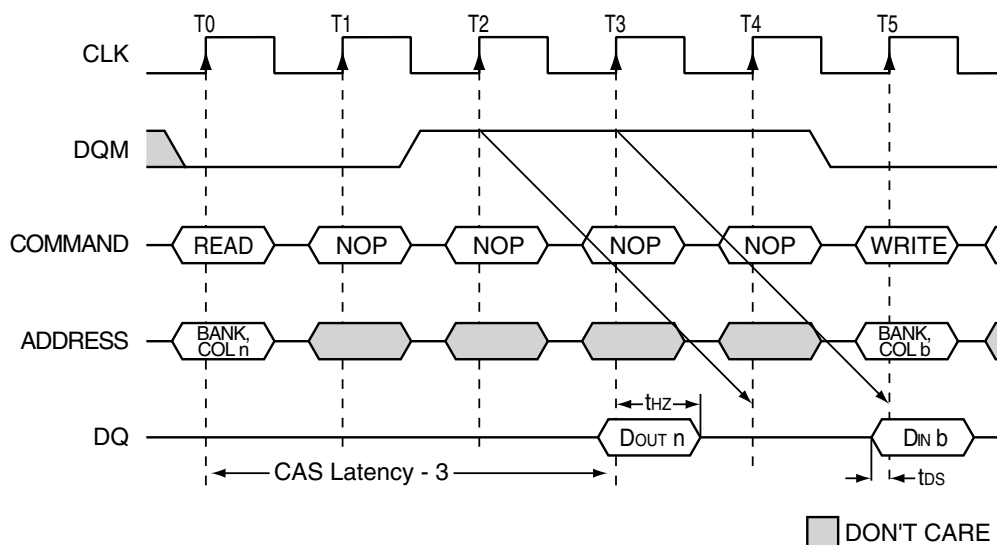 T0 T1 T2 T3 T4 T5
CLK
DQM
COMMAND READ NOP NOP NOP NOP WRITE
ADDRESS BANK, COL n BANK, COL b
tHZ
DQ DOUT n DIN b
CAS Latency - 3 tDS
DON'T CARE